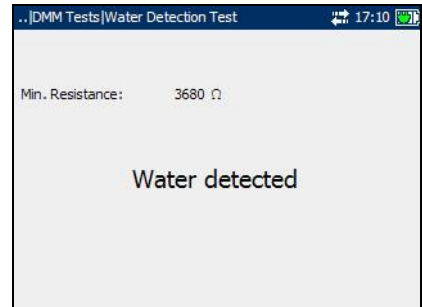 ..|DMM Tests|Water Detection Test 17:10
Min. Resistance: 3680 Ω
Water detected